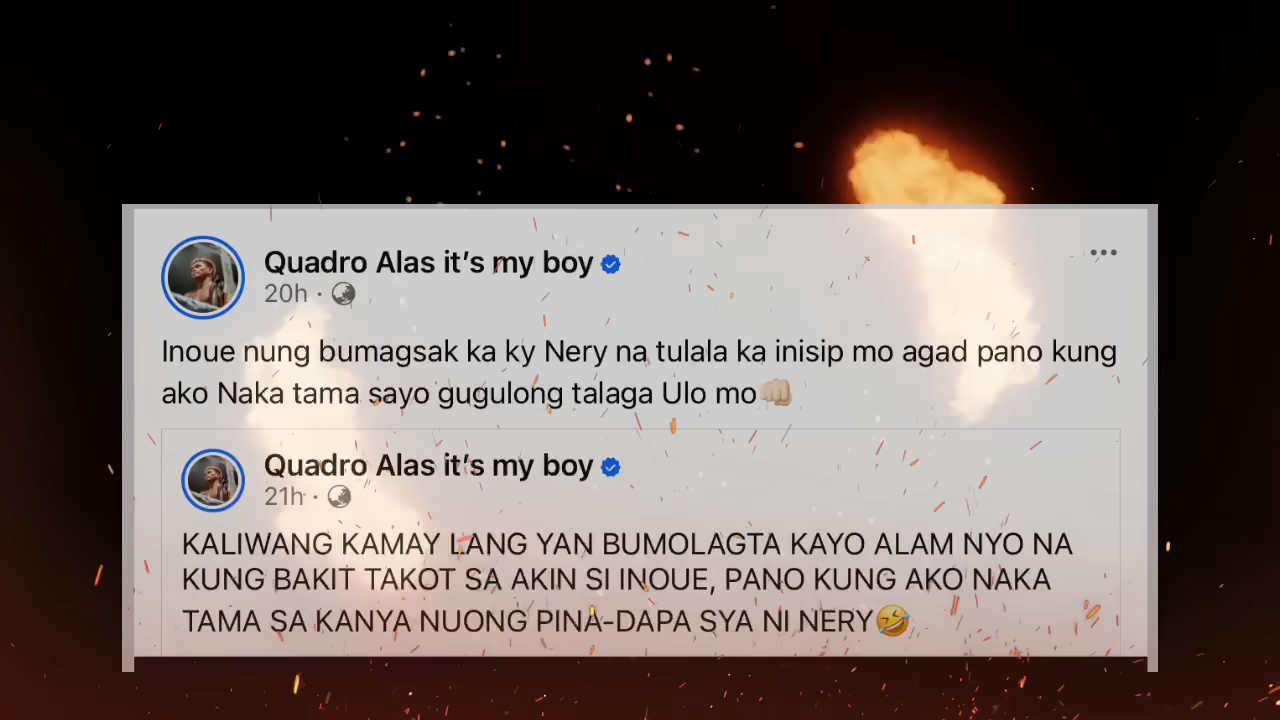 Quadro Alas it’s my boy
20h ·
Inoue nung bumagsak ka ky Nery na tulala ka inisip mo agad pano kung
ako Naka tama sayo gugulong talaga Ulo mo👊🏼
Quadro Alas it’s my boy
21h ·
KALIWANG KAMAY LANG YAN BUMOLAGTA KAYO ALAM NYO NA
KUNG BAKIT TAKOT SA AKIN SI INOUE, PANO KUNG AKO NAKA
TAMA SA KANYA NUONG PINA-DAPA SYA NI NERY🤣